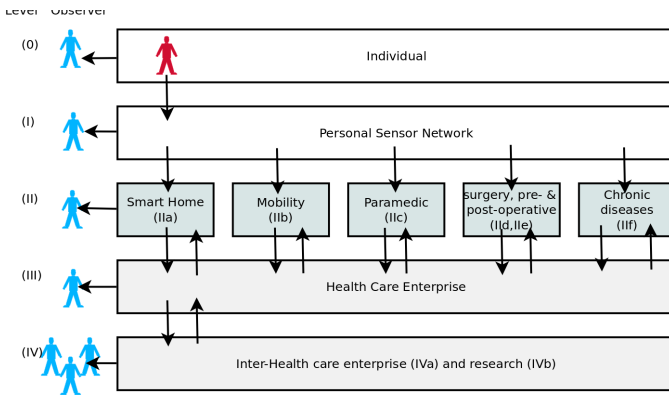 Level Observer
(0)
Individual
(I)
Personal Sensor Network
(II)
Smart Home
(IIa)
Mobility
(IIb)
Paramedic
(IIc)
surgery, pre- &
post-operative
(IId,IIe)
Chronic
diseases
(IIf)
(III)
Health Care Enterprise
(IV)
Inter-Health care enterprise (IVa) and research (IVb)